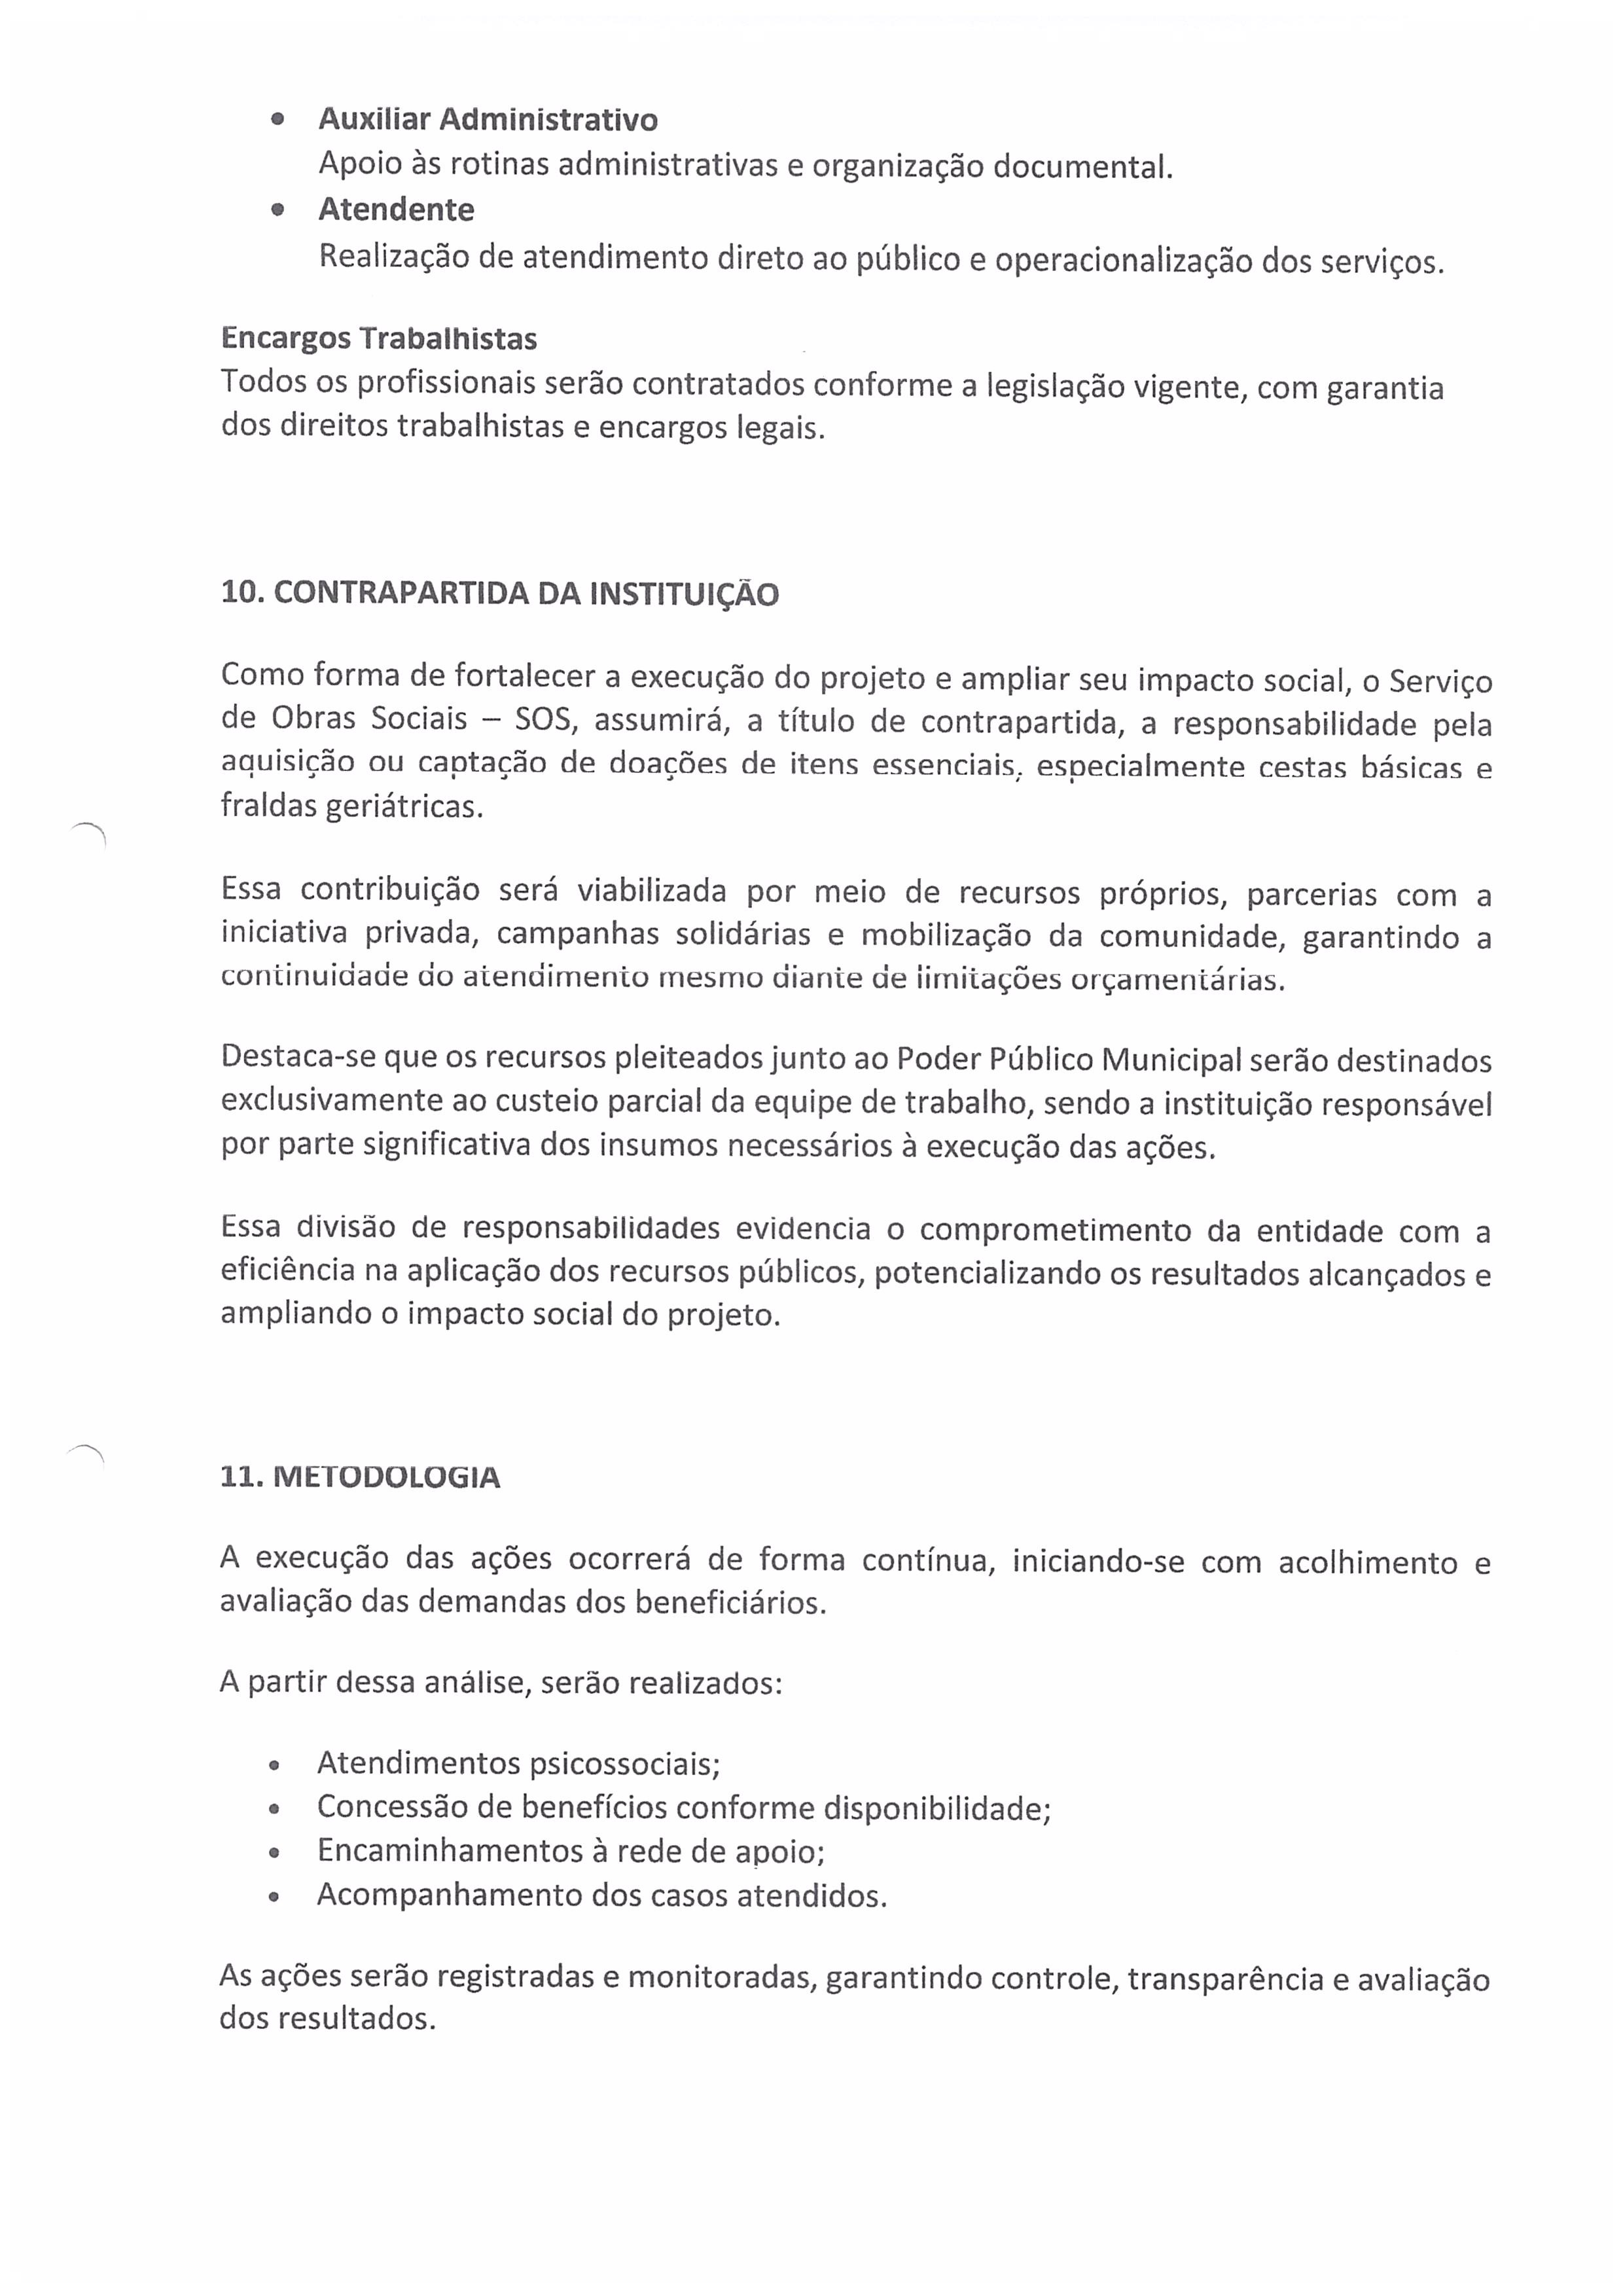 • Auxiliar Administrativo
Apoio às rotinas administrativas e organização documental.
• Atendente
Realização de atendimento direto ao público e operacionalização dos serviços.
Encargos Trabalhistas
Todos os profissionais serão contratados conforme a legislação vigente, com garantia
dos direitos trabalhistas e encargos legais.
10. CONTRAPARTIDA DA INSTITUIÇÃO
Como forma de fortalecer a execução do projeto e ampliar seu impacto social, o Serviço
de Obras Sociais – SOS, assumirá, a título de contrapartida, a responsabilidade pela
aquisição ou captação de doações de itens essenciais, especialmente cestas básicas e
fraldas geriátricas.
Essa contribuição será viabilizada por meio de recursos próprios, parcerias com a
iniciativa privada, campanhas solidárias e mobilização da comunidade, garantindo a
continuidade do atendimento mesmo diante de limitações orçamentárias.
Destaca-se que os recursos pleiteados junto ao Poder Público Municipal serão destinados
exclusivamente ao custeio parcial da equipe de trabalho, sendo a instituição responsável
por parte significativa dos insumos necessários à execução das ações.
Essa divisão de responsabilidades evidencia o comprometimento da entidade com a
eficiência na aplicação dos recursos públicos, potencializando os resultados alcançados e
ampliando o impacto social do projeto.
11. METODOLOGIA
A execução das ações ocorrerá de forma contínua, iniciando-se com acolhimento e
avaliação das demandas dos beneficiários.
A partir dessa análise, serão realizados:
• Atendimentos psicossociais;
• Concessão de benefícios conforme disponibilidade;
• Encaminhamentos à rede de apoio;
• Acompanhamento dos casos atendidos.
As ações serão registradas e monitoradas, garantindo controle, transparência e avaliação
dos resultados.